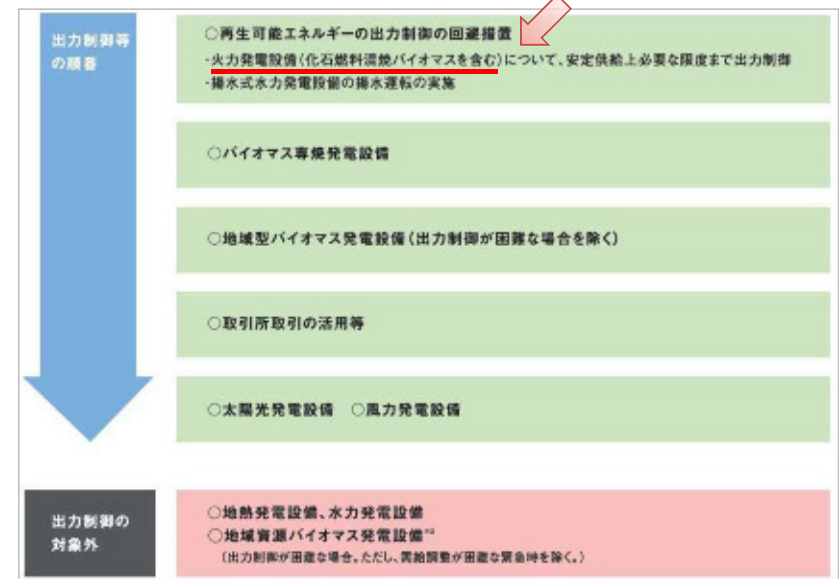 出力制御等
の順番
○再生可能エネルギーの出力制御の回避措置
・火力発電設備(化石燃料混焼バイオマスを含む)について、安定供給上必要な限度まで出力制御
・揚水式水力発電設備の揚水運転の実施
○バイオマス専焼発電設備
○地域型バイオマス発電設備(出力制御が困難な場合を除く)
○取引所取引の活用等
○太陽光発電設備 ○風力発電設備
出力制御の
対象外
○地熱発電設備、水力発電設備
○地域資源バイオマス発電設備※2
(出力制御が困難な場合。ただし、需給調整が困難な緊急時を除く。)